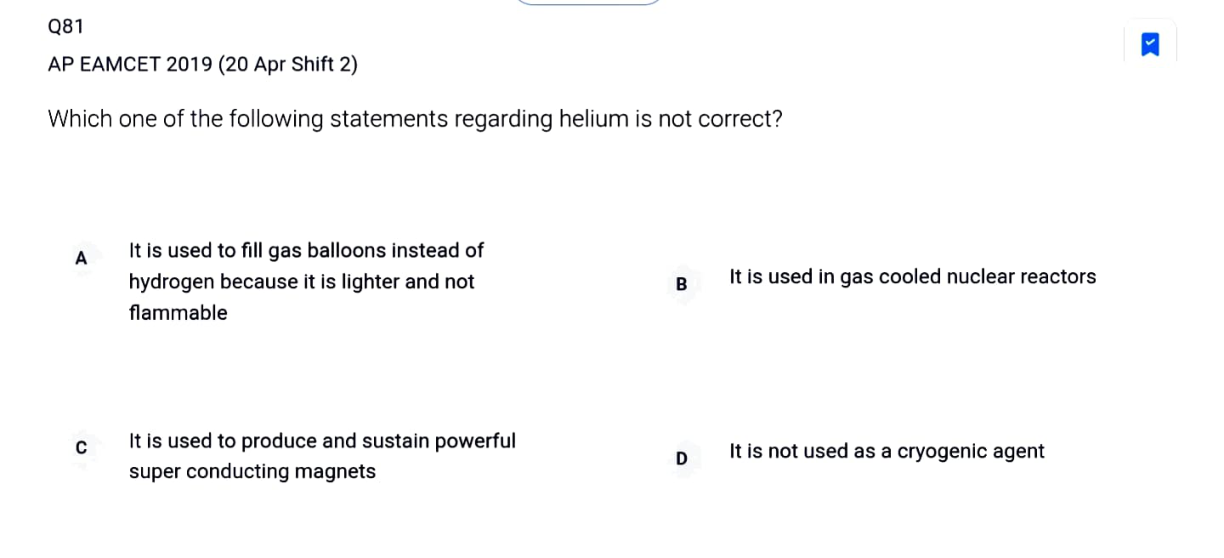 Q81
AP EAMCET 2019 (20 Apr Shift 2)
Which one of the following statements regarding helium is not correct?
A
It is used to fill gas balloons instead of
hydrogen because it is lighter and not
flammable
B
It is used in gas cooled nuclear reactors
C
It is used to produce and sustain powerful
super conducting magnets
D
It is not used as a cryogenic agent